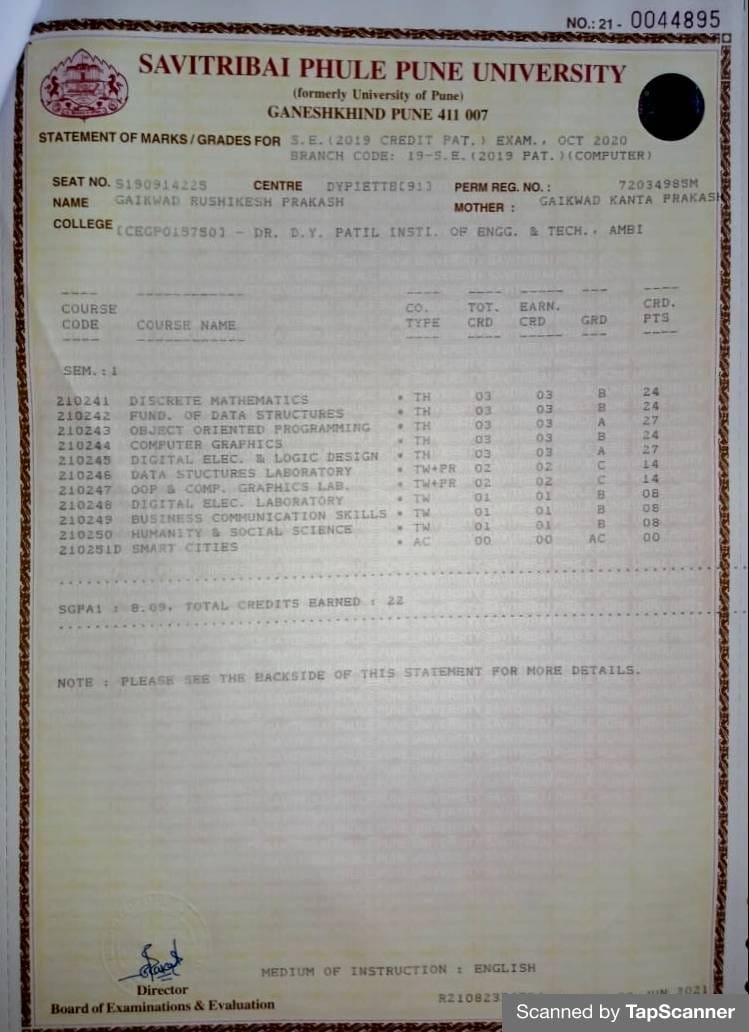 NO.: 21 - 0044895
SAVITRIBAI PHULE PUNE UNIVERSITY
(formerly University of Pune)
GANESHKHIND PUNE 411 007
STATEMENT OF MARKS / GRADES FOR S.E.(2019 CREDIT PAT.) EXAM., OCT 2020
BRANCH CODE: 19-S.E.(2019 PAT.)(COMPUTER)
SEAT NO. S190914225 CENTRE DYPIETTB[91] PERM REG. NO. : 72034985M
NAME GAIKWAD RUSHIKESH PRAKASH MOTHER : GAIKWAD KANTA PRAKASH
COLLEGE [CEGP015750] - DR. D.Y. PATIL INSTI. OF ENGG. & TECH., AMBI
COURSE CO. TOT. EARN. CRD.
CODE COURSE NAME TYPE CRD CRD GRD PTS
SEM.:1
210241 DISCRETE MATHEMATICS * TH 03 03 B 24
210242 FUND. OF DATA STRUCTURES * TH 03 03 B 24
210243 OBJECT ORIENTED PROGRAMMING * TH 03 03 A 27
210244 COMPUTER GRAPHICS * TH 03 03 B 24
210245 DIGITAL ELEC. & LOGIC DESIGN * TH 03 03 A 27
210246 DATA STUCTURES LABORATORY * TW+PR 02 02 C 14
210247 OOP & COMP. GRAPHICS LAB. * TW+PR 02 02 C 14
210248 DIGITAL ELEC. LABORATORY * TW 01 01 B 08
210249 BUSINESS COMMUNICATION SKILLS * TW 01 01 B 08
210250 HUMANITY & SOCIAL SCIENCE * TW 01 01 B 08
210251D SMART CITIES * AC 00 00 AC 00
SGPA1 : 8.09, TOTAL CREDITS EARNED : 22
NOTE : PLEASE SEE THE BACKSIDE OF THIS STATEMENT FOR MORE DETAILS.
MEDIUM OF INSTRUCTION : ENGLISH
Director
Board of Examinations & Evaluation
JUN 2021
Scanned by TapScanner